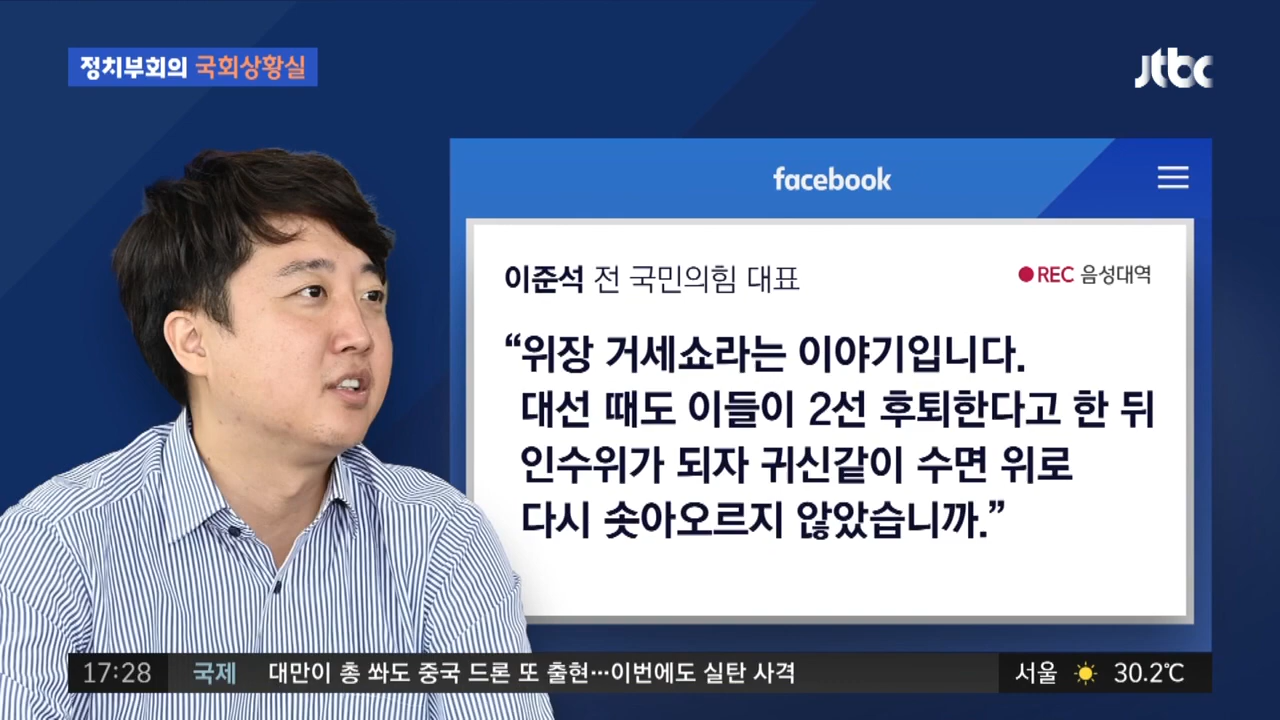 정치부회의 국회상황실
jtbc
facebook
이준석 전 국민의힘 대표
REC 음성대역
“위장 거세쇼라는 이야기입니다.
대선 때도 이들이 2선 후퇴한다고 한 뒤
인수위가 되자 귀신같이 수면 위로
다시 솟아오르지 않았습니까.”
17:28 국제 대만이 총 쏴도 중국 드론 또 출현…이번에도 실탄 사격 서울 30.2℃